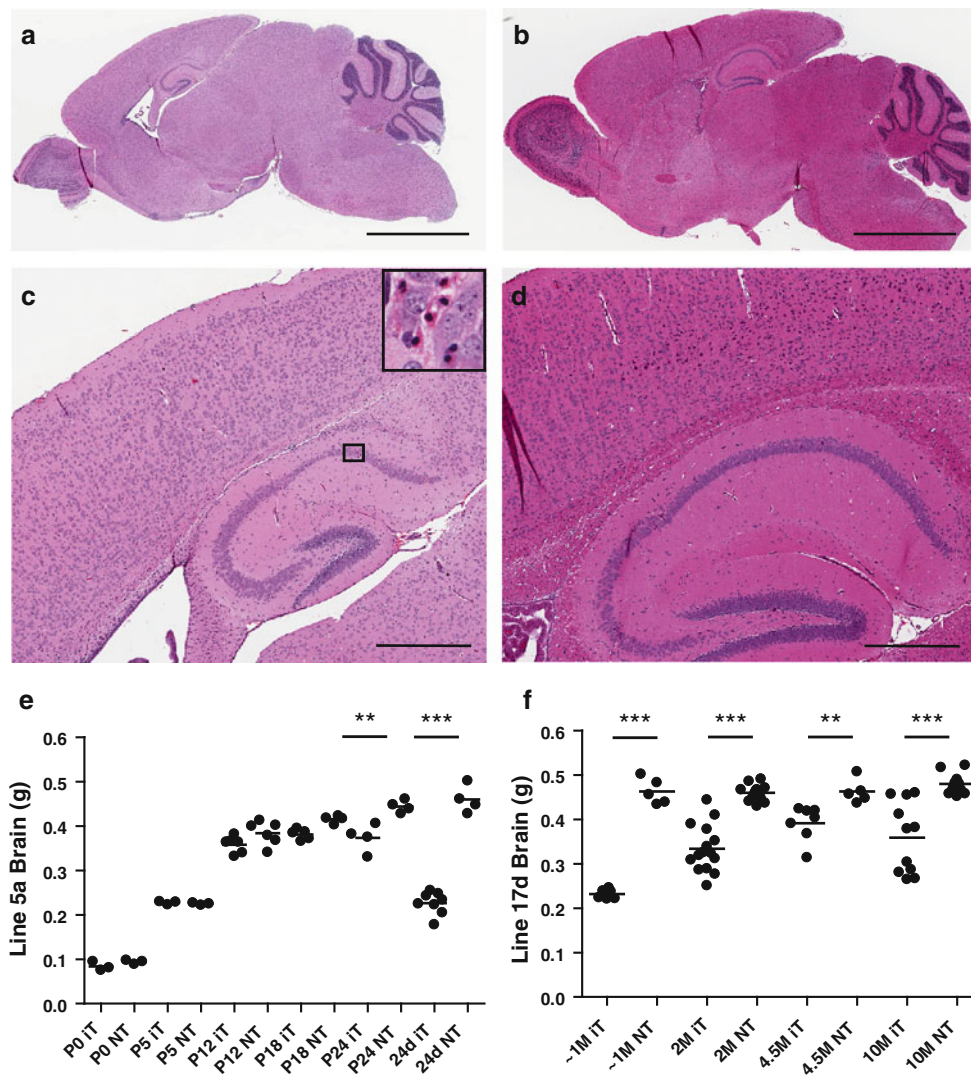 a
b
c
d
e
f
** ***
*** *** ** ***
Line 5a Brain (g)
0.6
0.5
0.4
0.3
0.2
0.1
0.0
P0 iT
P0 NT
P5 iT
P5 NT
P12 iT
P12 NT
P18 iT
P18 NT
P24 iT
P24 NT
24d iT
24d NT
Line 17d Brain (g)
0.6
0.5
0.4
0.3
0.2
0.1
0.0
~1M iT
~1M NT
2M iT
2M NT
4.5M iT
4.5M NT
10M iT
10M NT